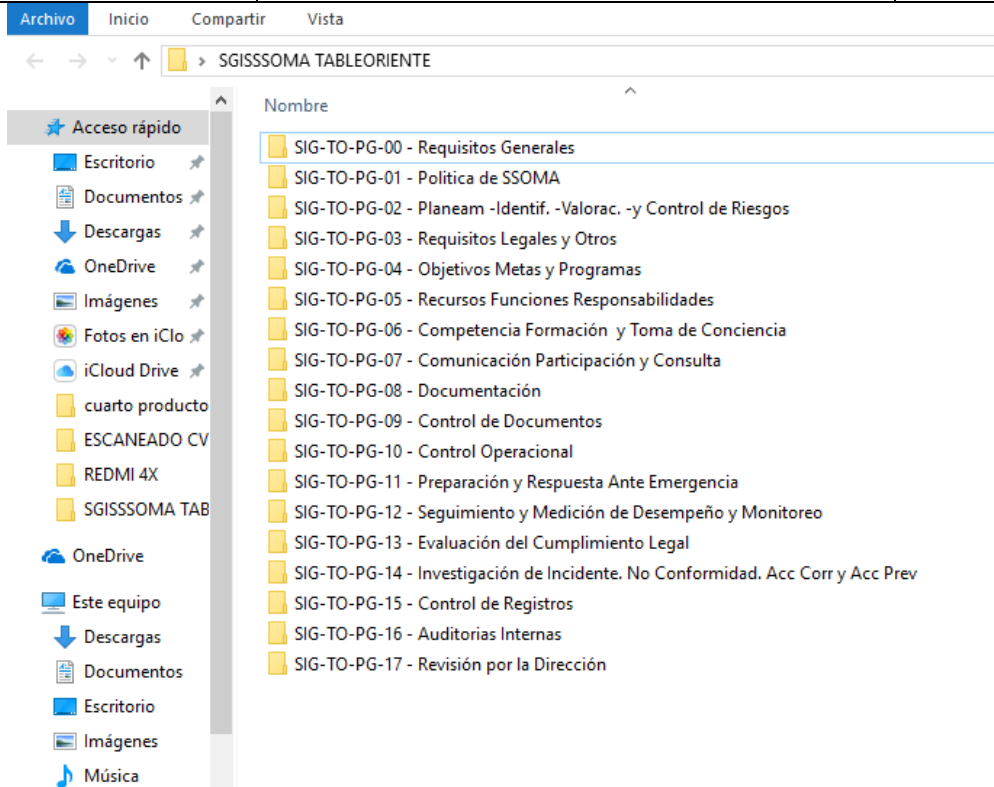 Archivo Inicio Compartir Vista
SGISSSOMA TABLEORIENTE
Nombre
Acceso rápido
Escritorio
Documentos
Descargas
OneDrive
Imágenes
Fotos en iClo
iCloud Drive
cuarto producto
ESCANEADO CV
REDMI 4X
SGISSSOMA TAB
OneDrive
Este equipo
Descargas
Documentos
Escritorio
Imágenes
Música
SIG-TO-PG-00 - Requisitos Generales
SIG-TO-PG-01 - Politica de SSOMA
SIG-TO-PG-02 - Planeam -Identif. -Valorac. -y Control de Riesgos
SIG-TO-PG-03 - Requisitos Legales y Otros
SIG-TO-PG-04 - Objetivos Metas y Programas
SIG-TO-PG-05 - Recursos Funciones Responsabilidades
SIG-TO-PG-06 - Competencia Formación  y Toma de Conciencia
SIG-TO-PG-07 - Comunicación Participación y Consulta
SIG-TO-PG-08 - Documentación
SIG-TO-PG-09 - Control de Documentos
SIG-TO-PG-10 - Control Operacional
SIG-TO-PG-11 - Preparación y Respuesta Ante Emergencia
SIG-TO-PG-12 - Seguimiento y Medición de Desempeño y Monitoreo
SIG-TO-PG-13 - Evaluación del Cumplimiento Legal
SIG-TO-PG-14 - Investigación de Incidente. No Conformidad. Acc Corr y Acc Prev
SIG-TO-PG-15 - Control de Registros
SIG-TO-PG-16 - Auditorias Internas
SIG-TO-PG-17 - Revisión por la Dirección